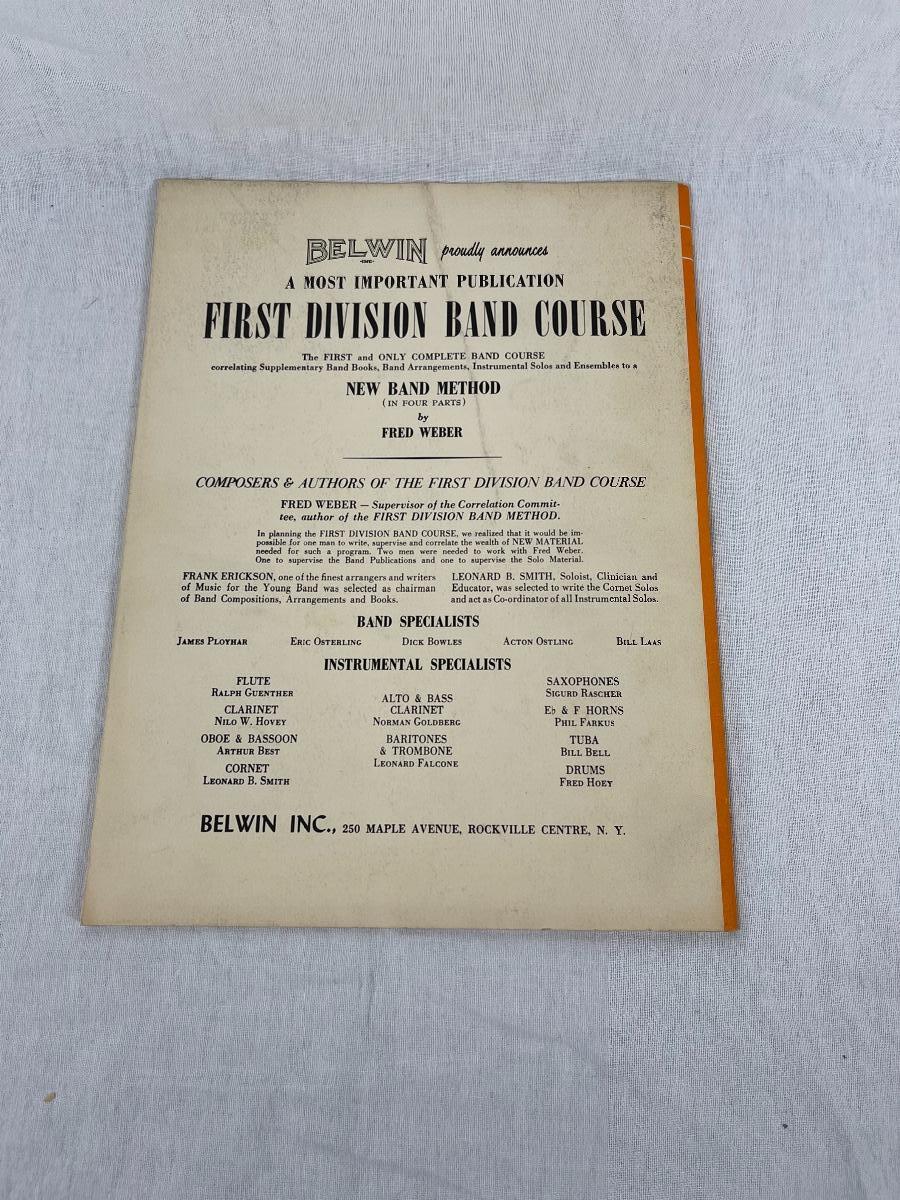 BELWIN INC. proudly announces
A MOST IMPORTANT PUBLICATION
FIRST DIVISION BAND COURSE
The FIRST and ONLY COMPLETE BAND COURSE
correlating Supplementary Band Books, Band Arrangements, Instrumental Solos and Ensembles to a
NEW BAND METHOD
(IN FOUR PARTS)
by
FRED WEBER
COMPOSERS & AUTHORS OF THE FIRST DIVISION BAND COURSE
FRED WEBER — Supervisor of the Correlation Commit-
tee, author of the FIRST DIVISION BAND METHOD.
In planning the FIRST DIVISION BAND COURSE, we realized that it would be im-
possible for one man to write, supervise and correlate the wealth of NEW MATERIAL
needed for such a program. Two men were needed to work with Fred Weber.
One to supervise the Band Publications and one to supervise the Solo Material.
FRANK ERICKSON, one of the finest arrangers and writers
of Music for the Young Band was selected as chairman
of Band Compositions, Arrangements and Books.
LEONARD B. SMITH, Soloist, Clinician and
Educator, was selected to write the Cornet Solos
and act as Co-ordinator of all Instrumental Solos.
BAND SPECIALISTS
JAMES PLOYHAR ERIC OSTERLING DICK BOWLES ACTON OSTLING BILL LAAS
INSTRUMENTAL SPECIALISTS
FLUTE
RALPH GUENTHER
CLARINET
NILO W. HOVEY
OBOE & BASSOON
ARTHUR BEST
CORNET
LEONARD B. SMITH
ALTO & BASS
CLARINET
NORMAN GOLDBERG
BARITONES
& TROMBONE
LEONARD FALCONE
SAXOPHONES
SIGURD RASCHER
E♭ & F HORNS
PHIL FARKUS
TUBA
BILL BELL
DRUMS
FRED HOEY
BELWIN INC., 250 MAPLE AVENUE, ROCKVILLE CENTRE, N. Y.